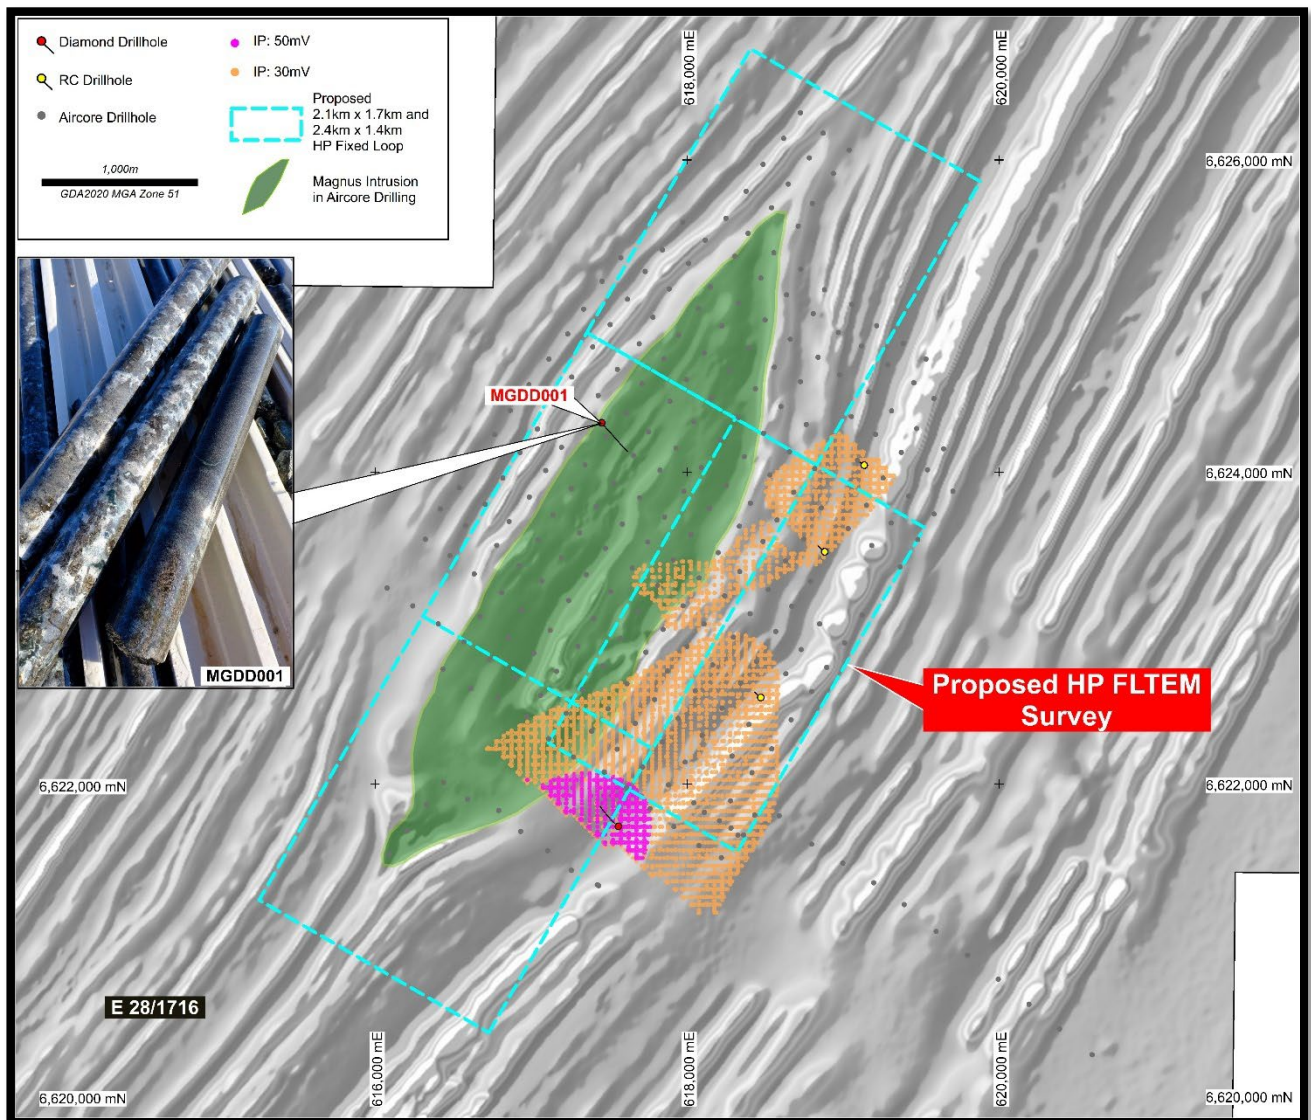 Diamond Drillhole
RC Drillhole
Aircore Drillhole
1,000m
GDA2020 MGA Zone 51
IP: 50mV
IP: 30mV
Proposed
2.1km x 1.7km and
2.4km x 1.4km
HP Fixed Loop
Magnus Intrusion
in Aircore Drilling
618,000 mE
620,000 mE
6,626,000 mN
MGDD001
6,624,000 mN
MGDD001
Proposed HP FLTEM
Survey
6,622,000 mN
6,622,000 mN
E 28/1716
616,000 mE
618,000 mE
620,000 mE
6,620,000 mN
6,620,000 mN